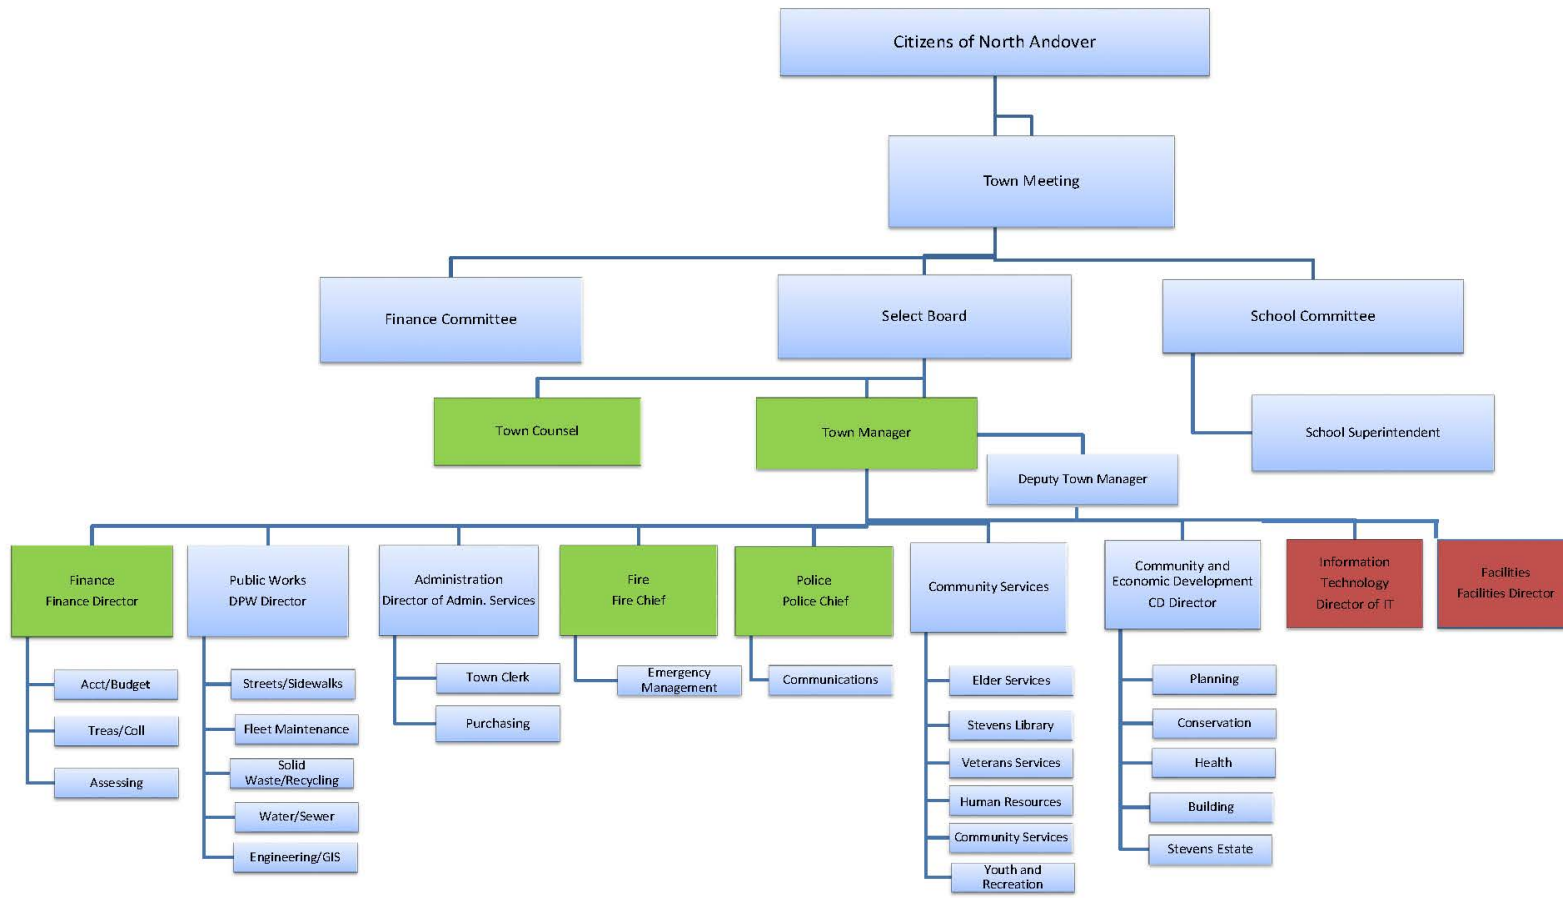 Citizens of North Andover
Town Meeting
Finance Committee
Select Board
School Committee
Town Counsel
Town Manager
School Superintendent
Deputy Town Manager
Finance
Finance Director
Public Works
DPW Director
Administration
Director of Admin. Services
Fire
Fire Chief
Police
Police Chief
Community Services
Community and
Economic Development
CD Director
Information
Technology
Director of IT
Facilities
Facilities Director
Acct/Budget
Treas/Coll
Assessing
Streets/Sidewalks
Fleet Maintenance
Solid
Waste/Recycling
Water/Sewer
Engineering/GIS
Town Clerk
Purchasing
Emergency
Management
Communications
Elder Services
Stevens Library
Veterans Services
Human Resources
Community Services
Youth and
Recreation
Planning
Conservation
Health
Building
Stevens Estate